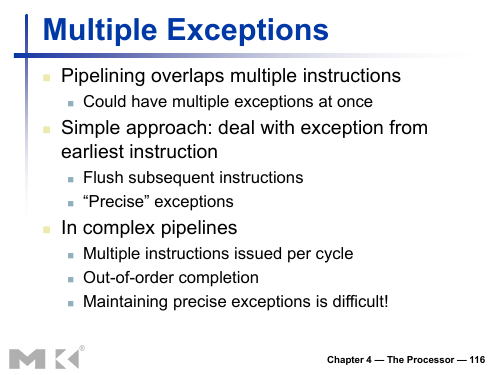 Multiple Exceptions
Pipelining overlaps multiple instructions
Could have multiple exceptions at once
Simple approach: deal with exception from
earliest instruction
Flush subsequent instructions
“Precise” exceptions
In complex pipelines
Multiple instructions issued per cycle
Out-of-order completion
Maintaining precise exceptions is difficult!
MK®
Chapter 4 — The Processor — 116